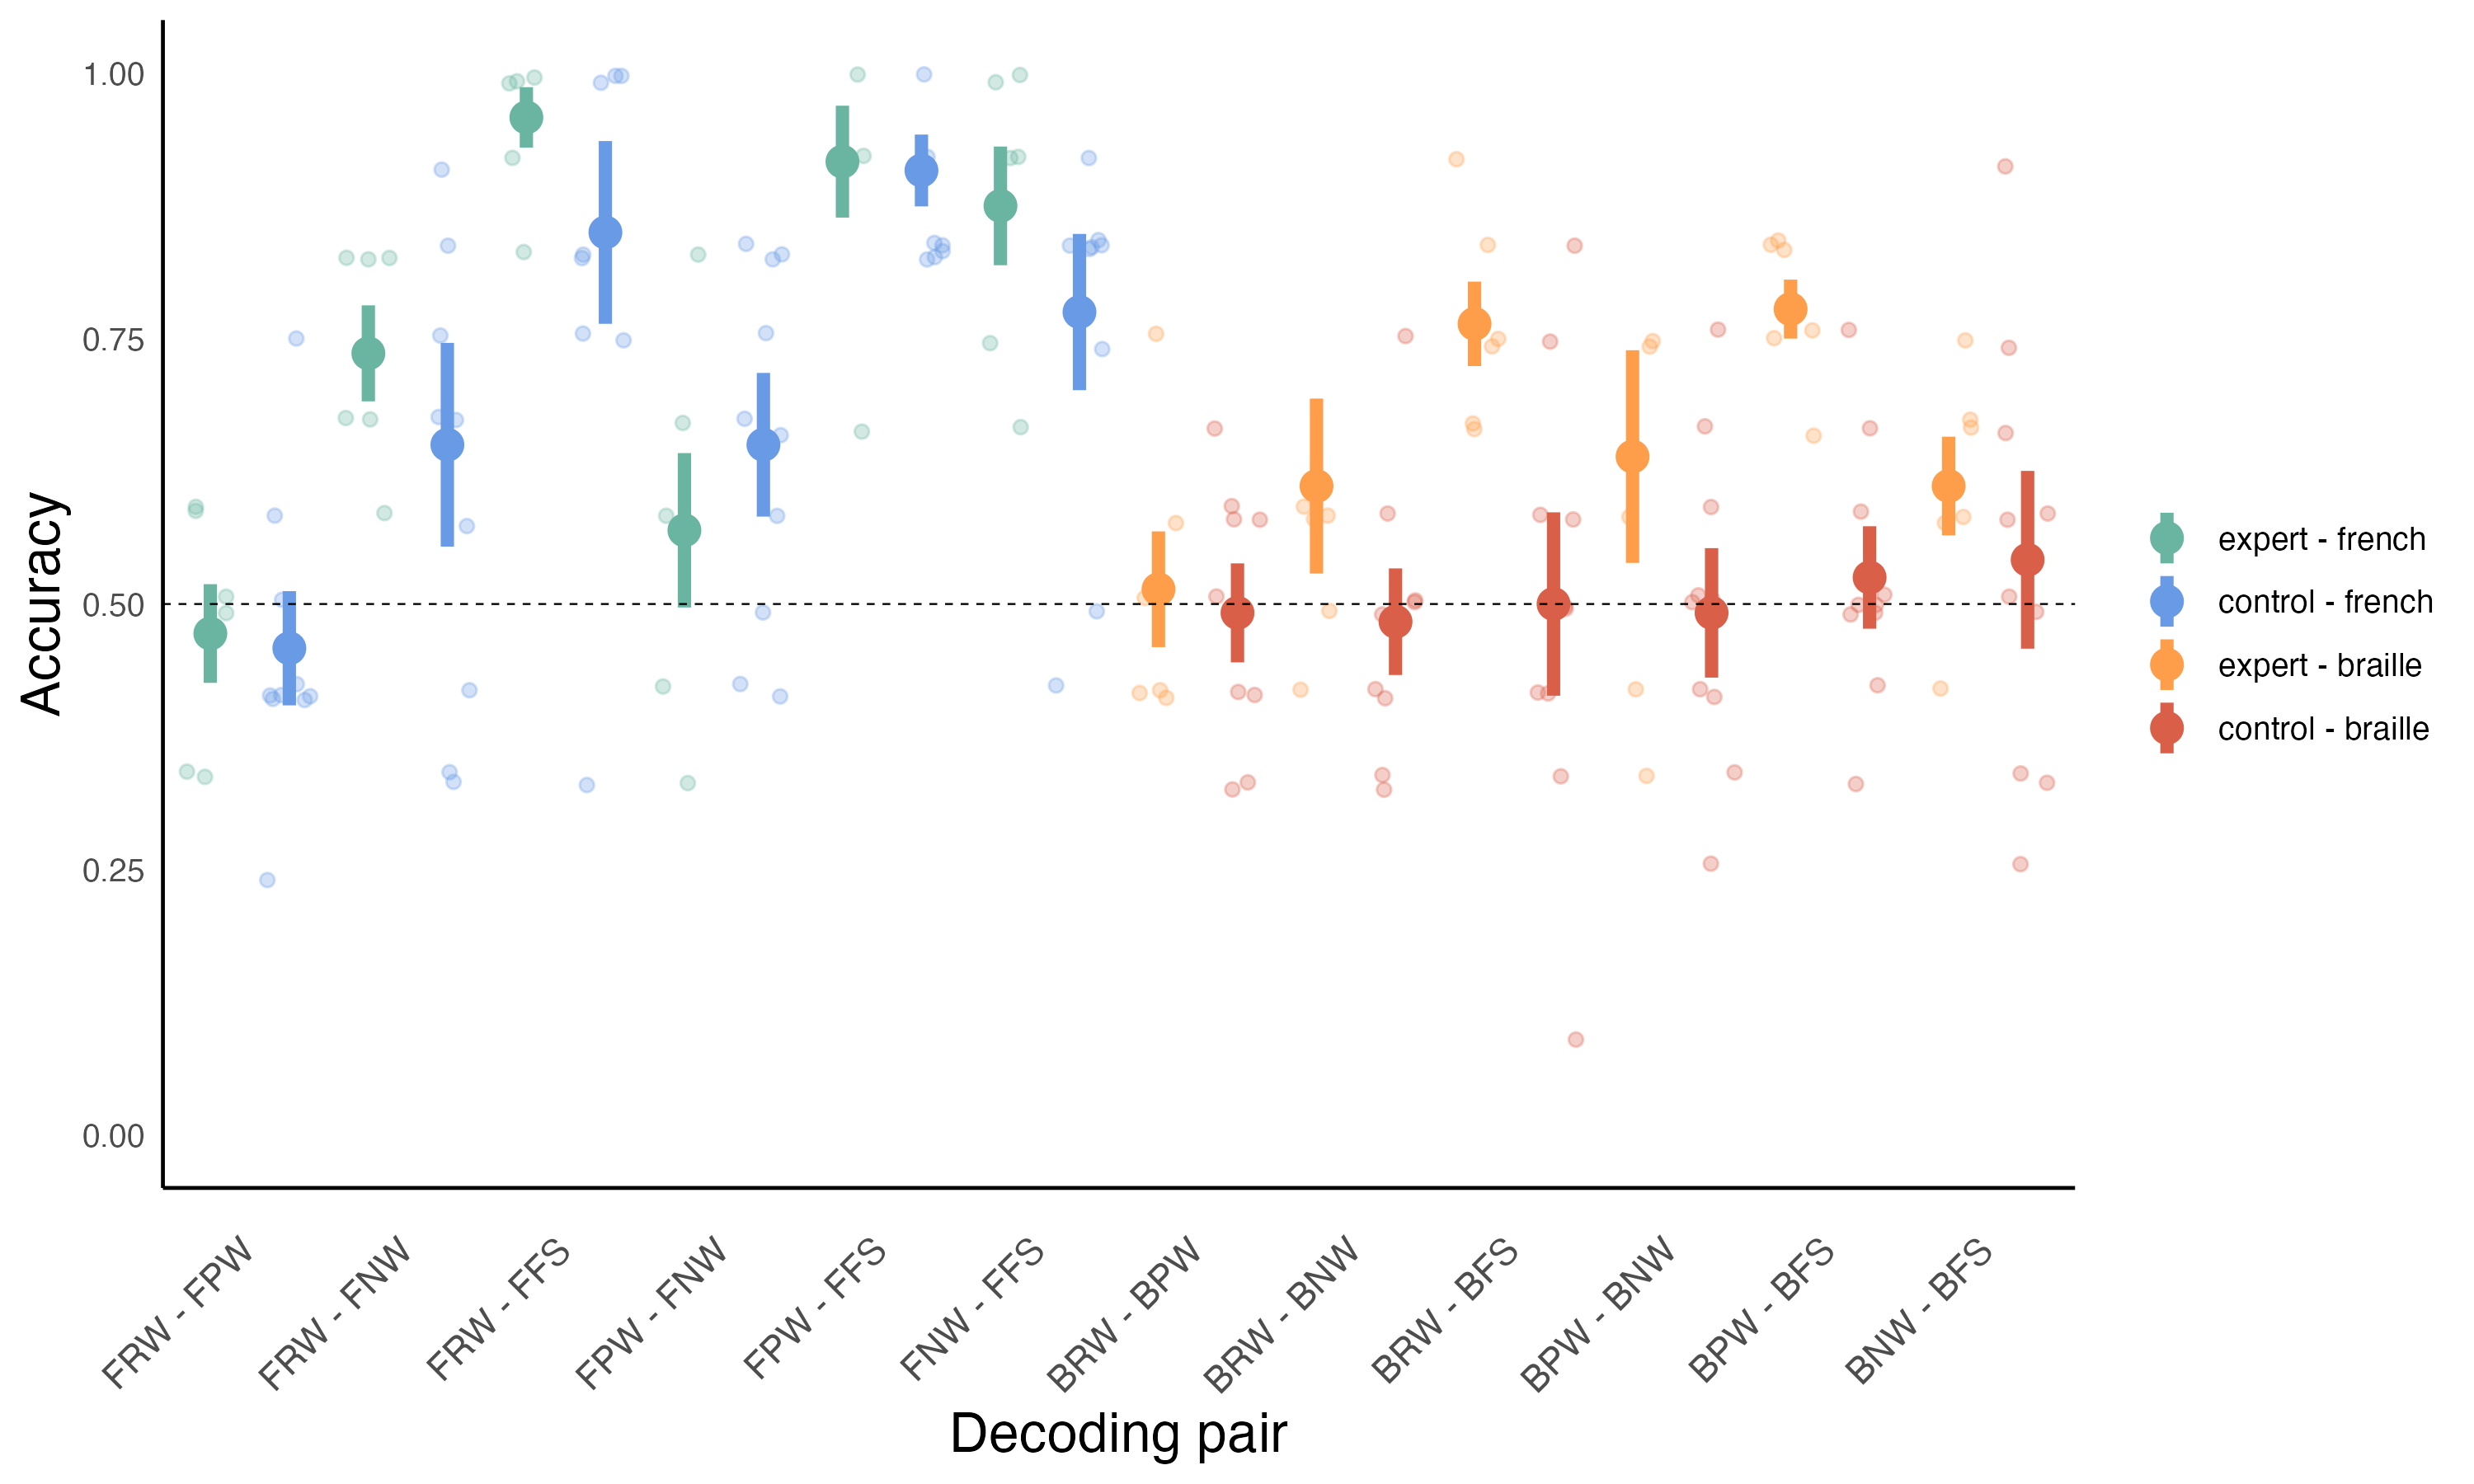 Accuracy
1.00
0.75
0.50
0.25
0.00
FRW - FPW
FRW - FNW
FRW - FFS
FPW - FNW
FPW - FFS
FNW - FFS
BRW - BPW
BRW - BNW
BRW - BFS
BPW - BNW
BPW - BFS
BNW - BFS
Decoding pair
expert - french
control - french
expert - braille
control - braille